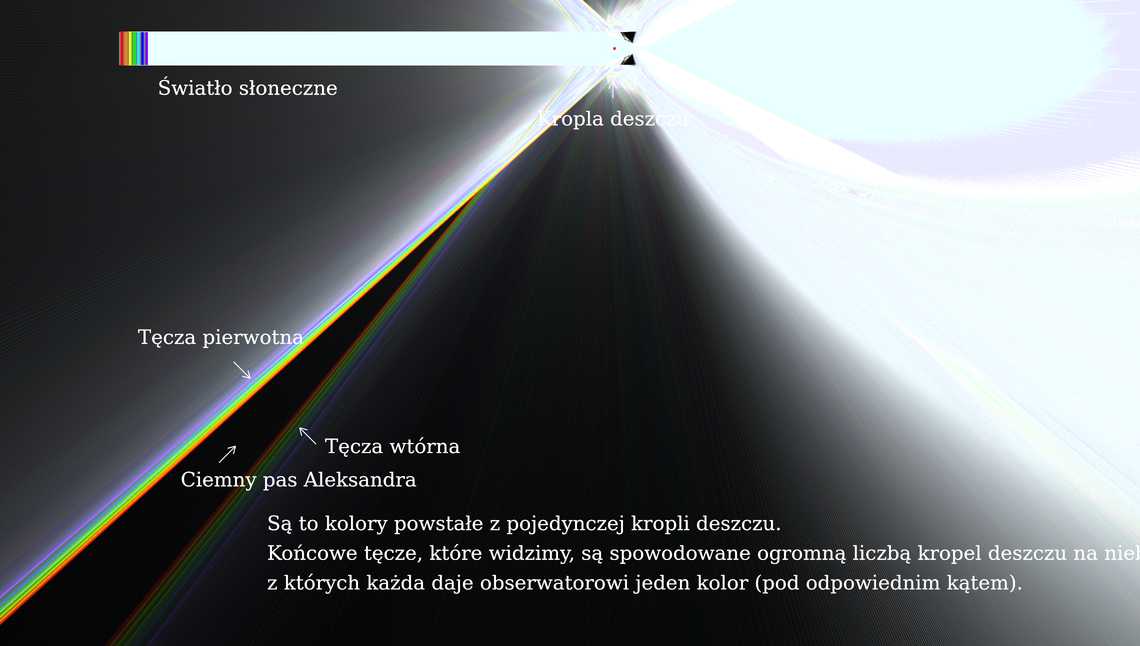 Światło słoneczne
Kropla deszczu
Tęcza pierwotna
Tęcza wtórna
Ciemny pas Aleksandra
Są to kolory powstałe z pojedynczej kropli deszczu.
Końcowe tęcze, które widzimy, są spowodowane ogromną liczbą kropel deszczu na
z których każda daje obserwatorowi jeden kolor (pod odpowiednim kątem).